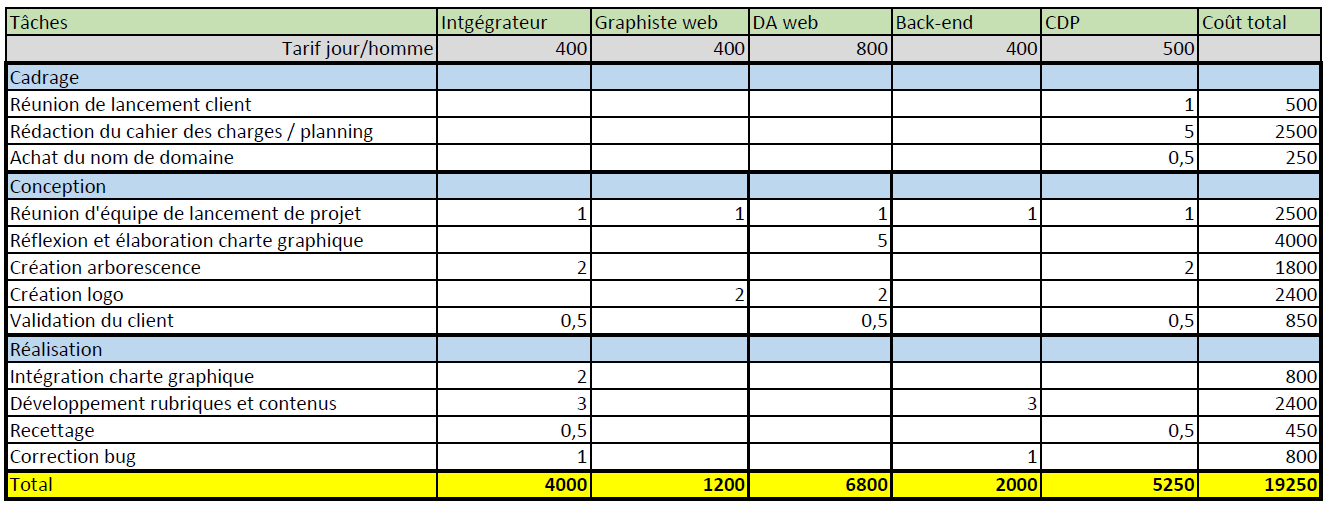 Tâches Intgégrateur Graphiste web DA web Back-end CDP Coût total
Tarif jour/homme 400 400 800 400 500
Cadrage
Réunion de lancement client 1 500
Rédaction du cahier des charges / planning 5 2500
Achat du nom de domaine 0,5 250
Conception
Réunion d'équipe de lancement de projet 1 1 1 1 1 2500
Réflexion et élaboration charte graphique 5 4000
Création arborescence 2 2 1800
Création logo 2 2 2400
Validation du client 0,5 0,5 0,5 850
Réalisation
Intégration charte graphique 2 800
Développement rubriques et contenus 3 3 2400
Recettage 0,5 0,5 450
Correction bug 1 1 800
Total 4000 1200 6800 2000 5250 19250